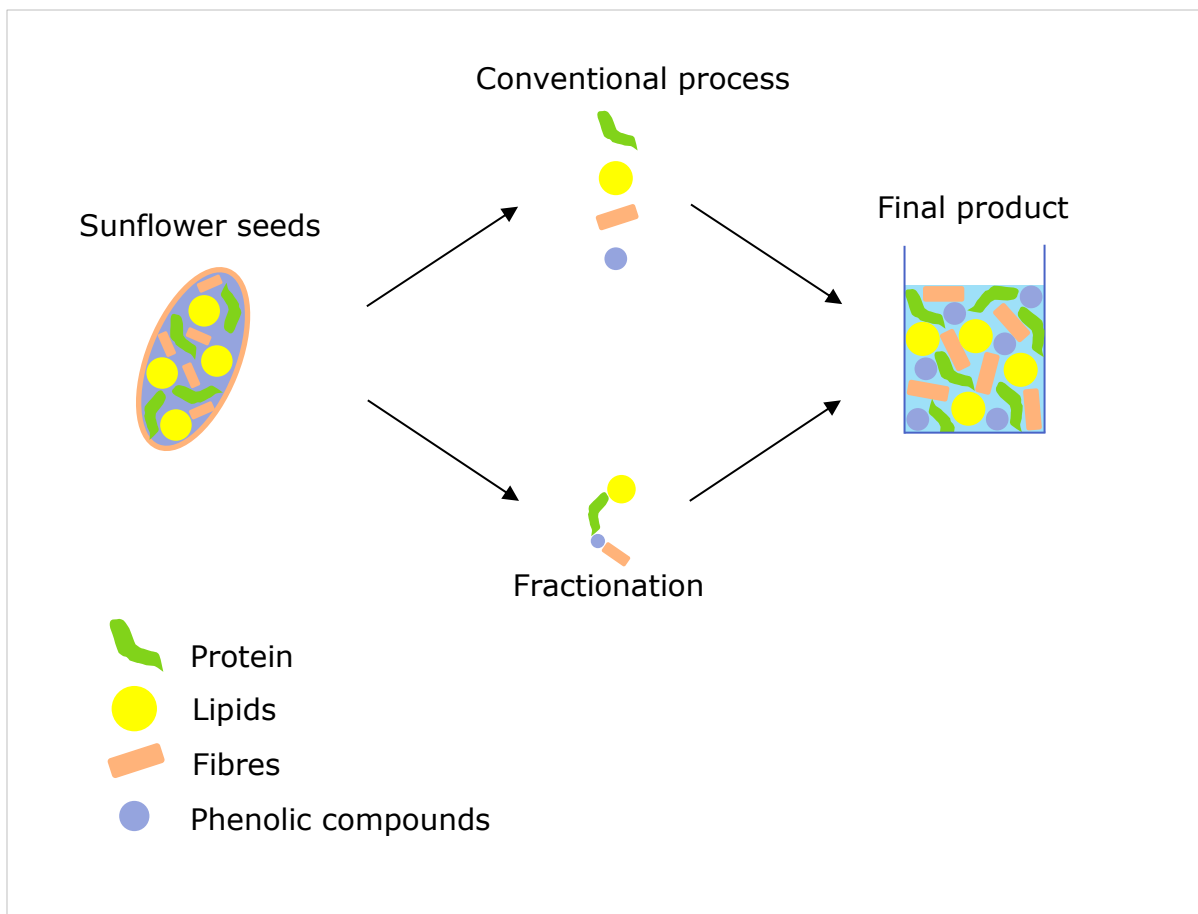 Conventional process
Sunflower seeds
Final product
Fractionation
Protein
Lipids
Fibres
Phenolic compounds